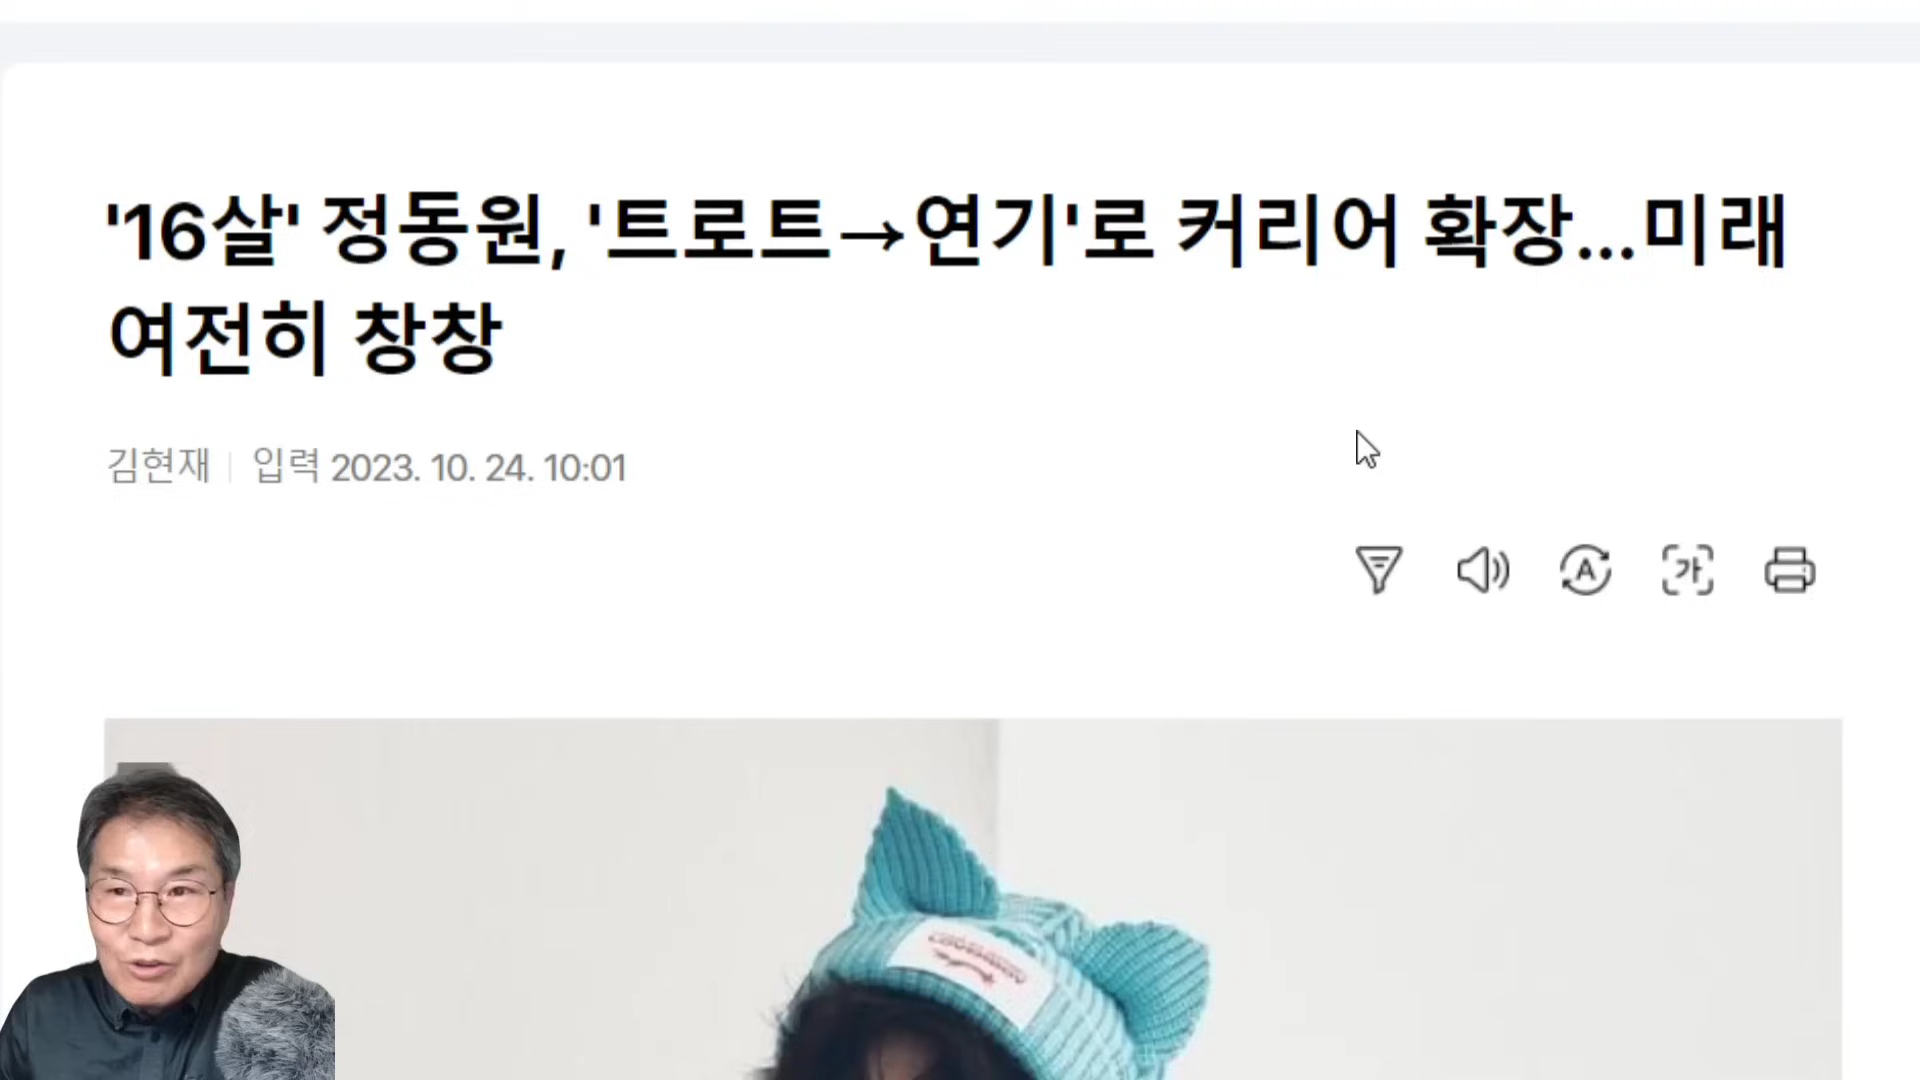 '16살' 정동원, '트로트→연기'로 커리어 확장...미래
여전히 창창
김현재 | 입력 2023. 10. 24. 10:01
A
가